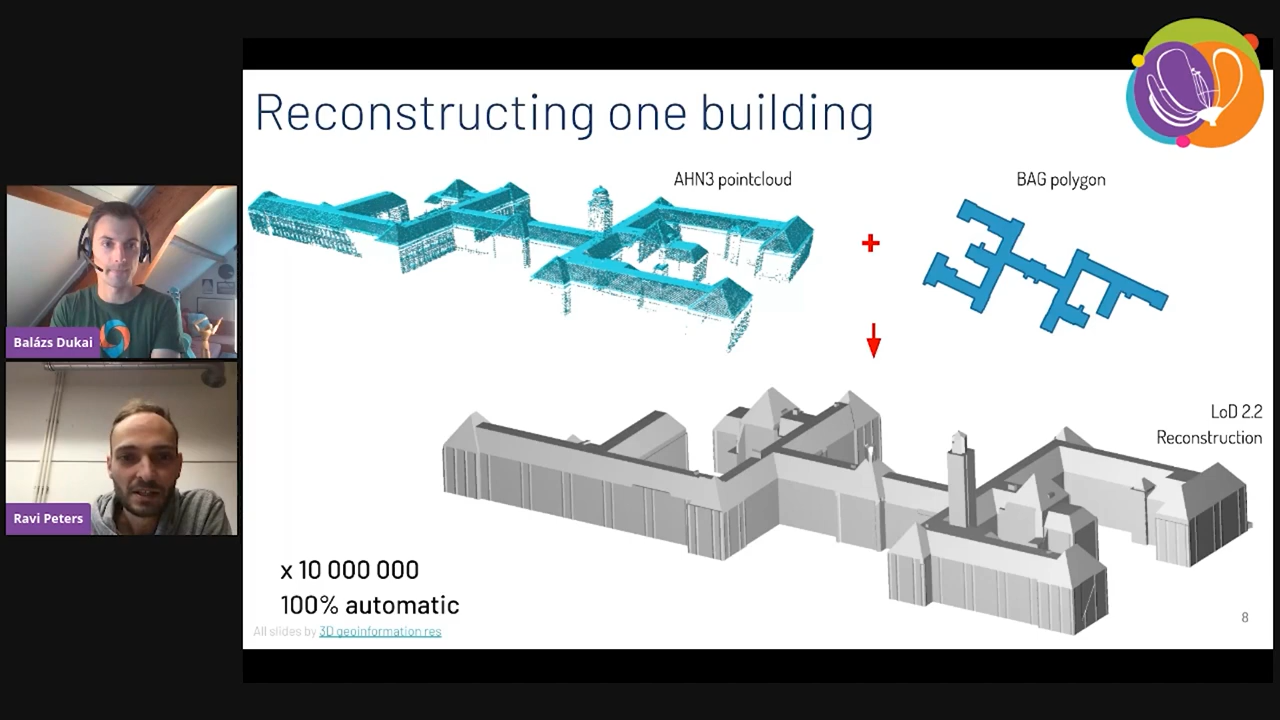 Reconstructing one building
AHN3 pointcloud
BAG polygon
Balázs Dukai
LoD 2.2
Reconstruction
Ravi Peters
x 10 000 000
100% automatic
All slides by 3D geoinformation res
8